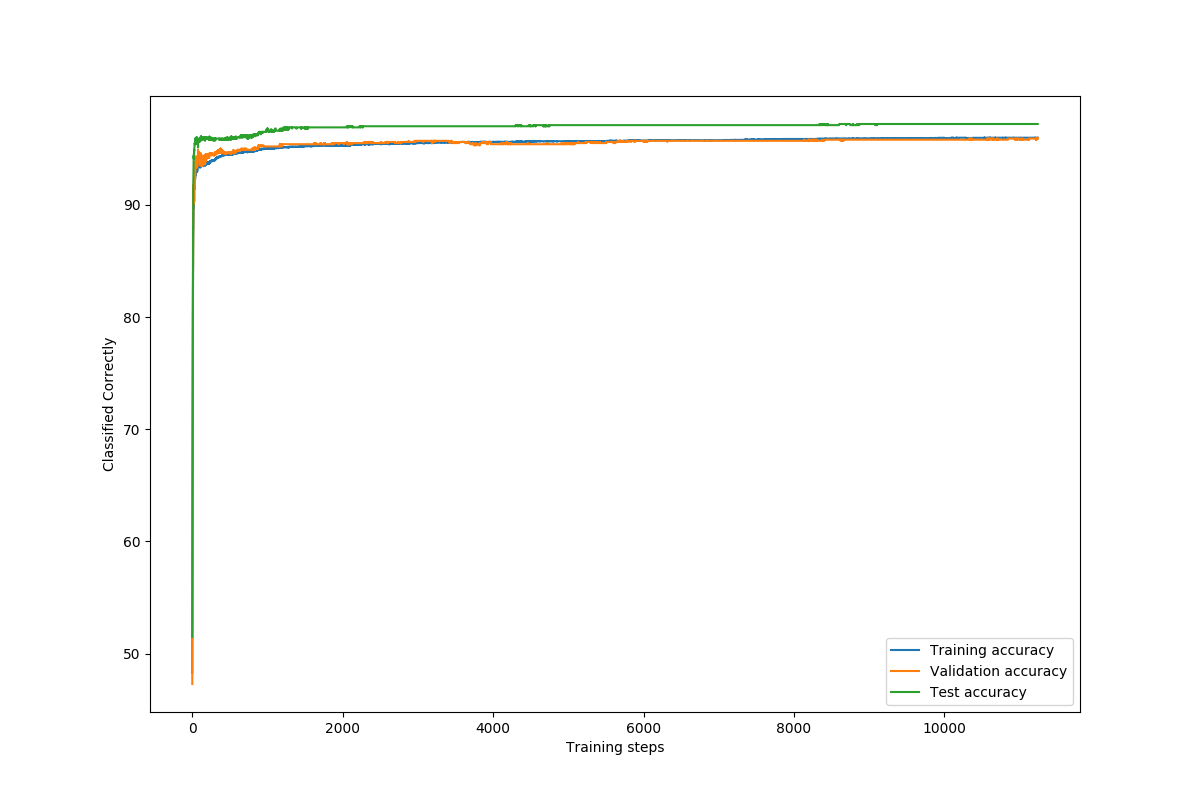 90
80
70
60
50
Classified Correctly
0 2000 4000 6000 8000 10000
Training steps
Training accuracy
Validation accuracy
Test accuracy